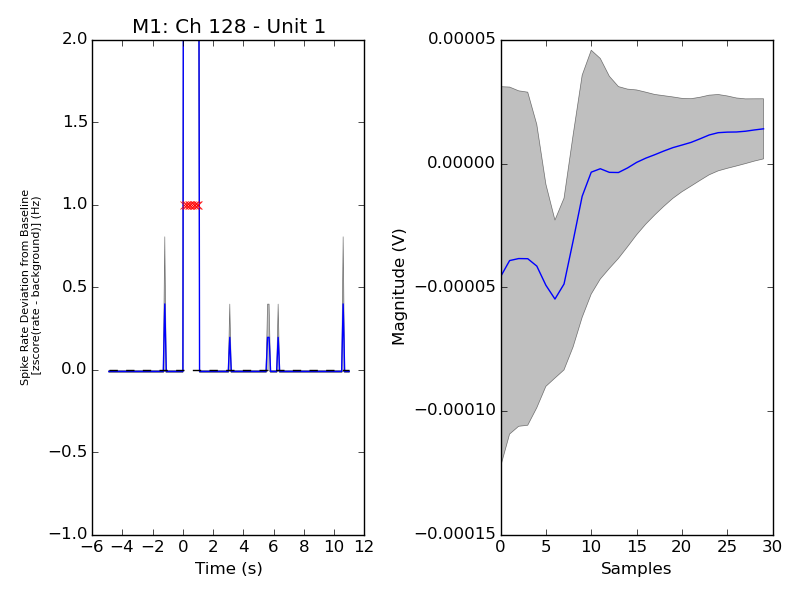 M1: Ch 128 - Unit 1
2.0
1.5
1.0
0.5
0.0
−0.5
−1.0
−6 −4 −2 0 2 4 6 8 10 12
Time (s)
Spike Rate Deviation from Baseline
[zscore(rate - background)] (Hz)
0.00005
0.00000
−0.00005
−0.00010
−0.00015
0 5 10 15 20 25 30
Samples
Magnitude (V)